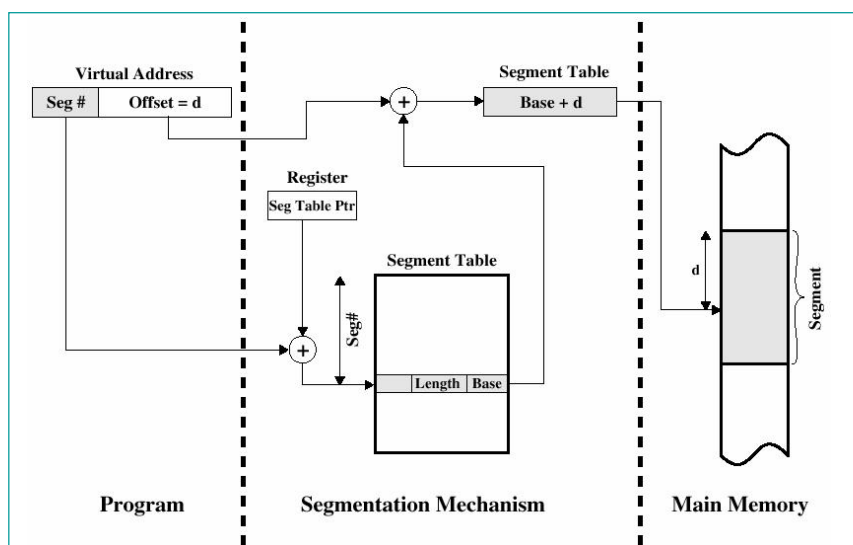 Virtual Address
Seg # Offset = d
Segment Table
Base + d
+
Register
Seg Table Ptr
Segment Table
Seg#
+
Length Base
d
Segment
Program
Segmentation Mechanism
Main Memory